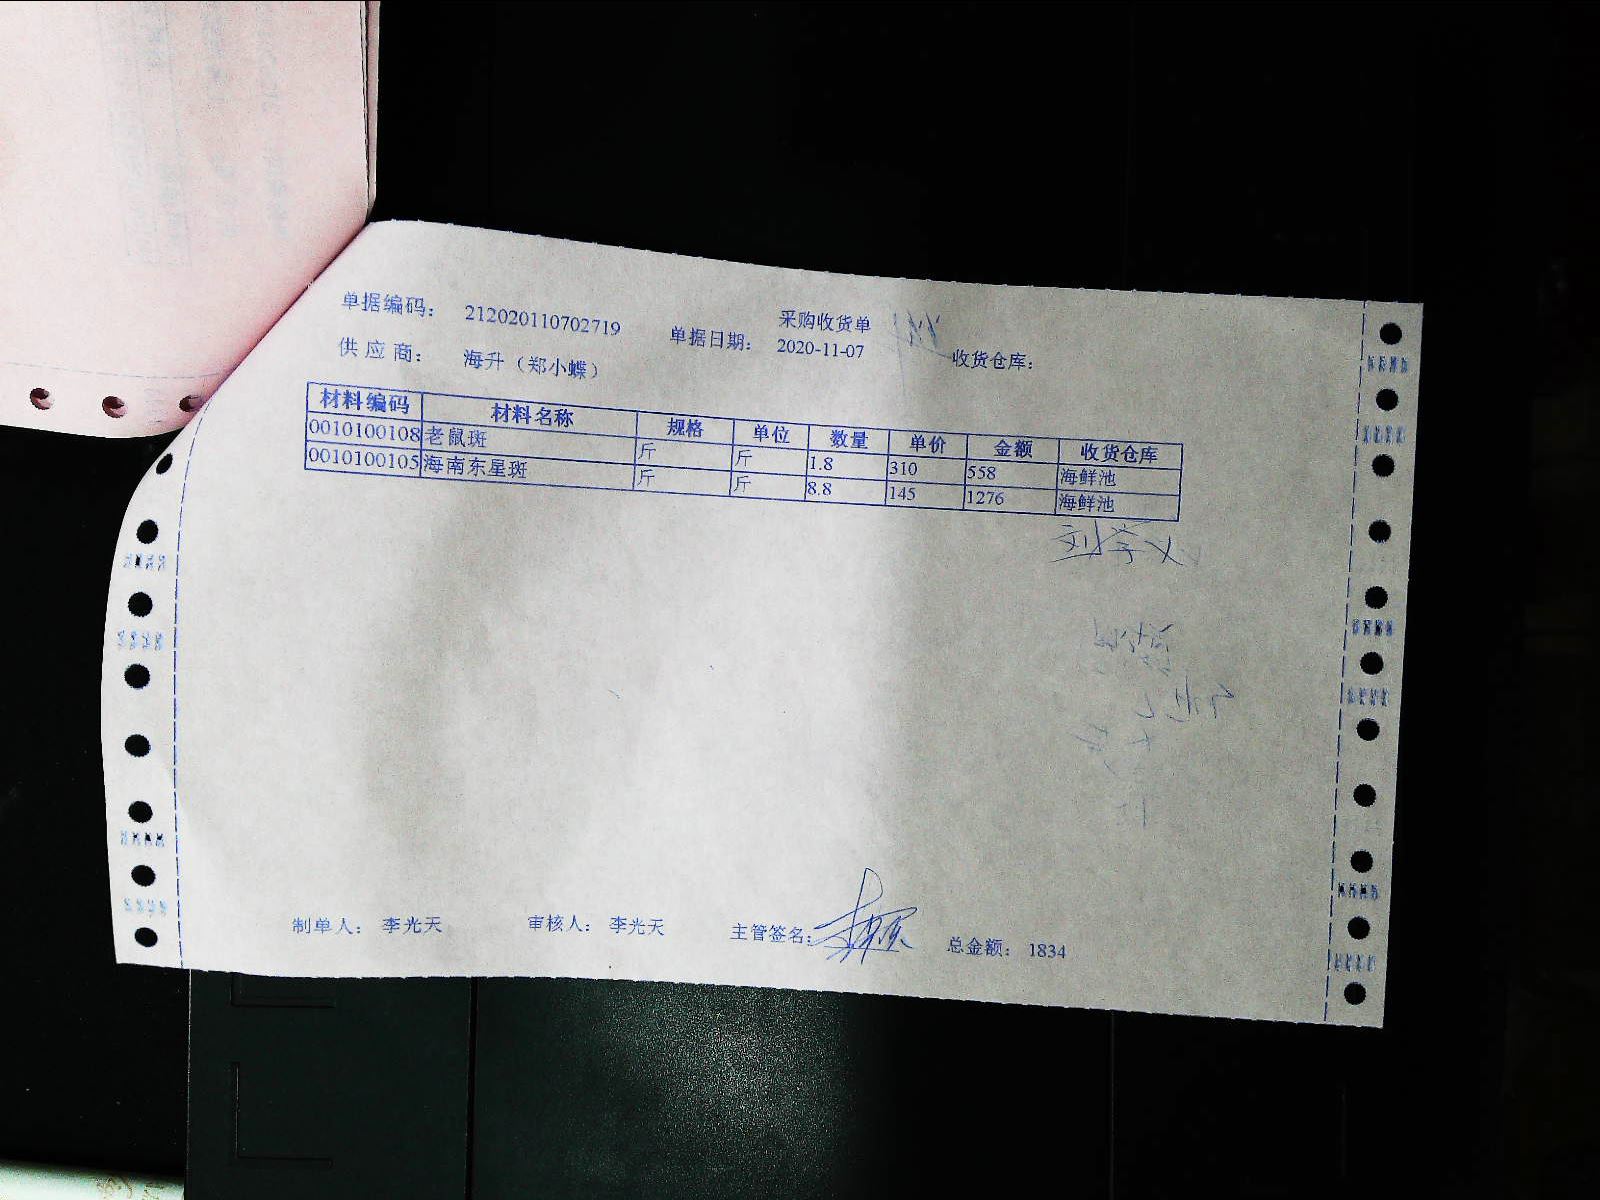 采购收货单
单据编码： 212020110702719 单据日期： 2020-11-07 收货仓库：
供 应 商： 海升（郑小蝶）
材料编码 材料名称 规格 单位 数量 单价 金额 收货仓库
0010100108 老鼠斑 斤 斤 1.8 310 558 海鲜池
0010100105 海南东星斑 斤 斤 8.8 145 1276 海鲜池
制单人： 李光天 审核人： 李光天 主管签名： 总金额： 1834